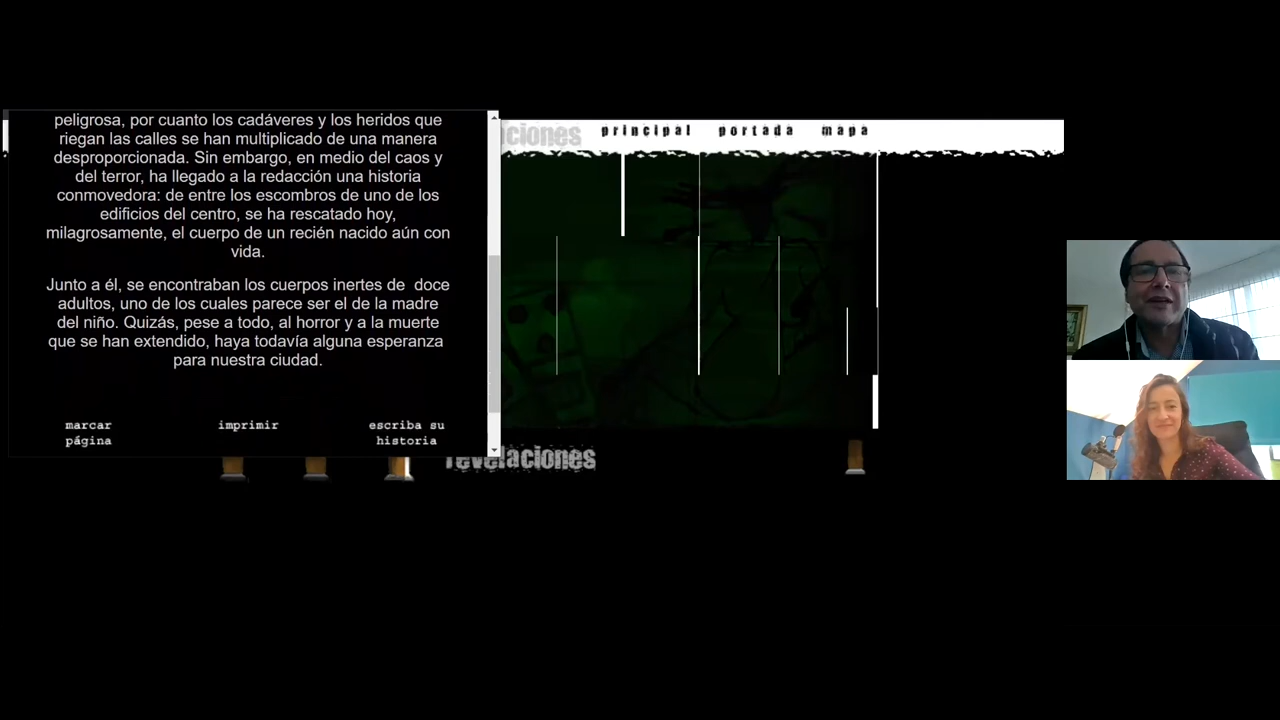 peligrosa, por cuanto los cadáveres y los heridos que
riegan las calles se han multiplicado de una manera
desproporcionada. Sin embargo, en medio del caos y
del terror, ha llegado a la redacción una historia
conmovedora: de entre los escombros de uno de los
edificios del centro, se ha rescatado hoy,
milagrosamente, el cuerpo de un recién nacido aún con
vida.
Junto a él, se encontraban los cuerpos inertes de doce
adultos, uno de los cuales parece ser el de la madre
del niño. Quizás, pese a todo, al horror y a la muerte
que se han extendido, haya todavía alguna esperanza
para nuestra ciudad.
marcar
página
imprimir
escriba su
historia
ciones
principal portada mapa
revelaciones